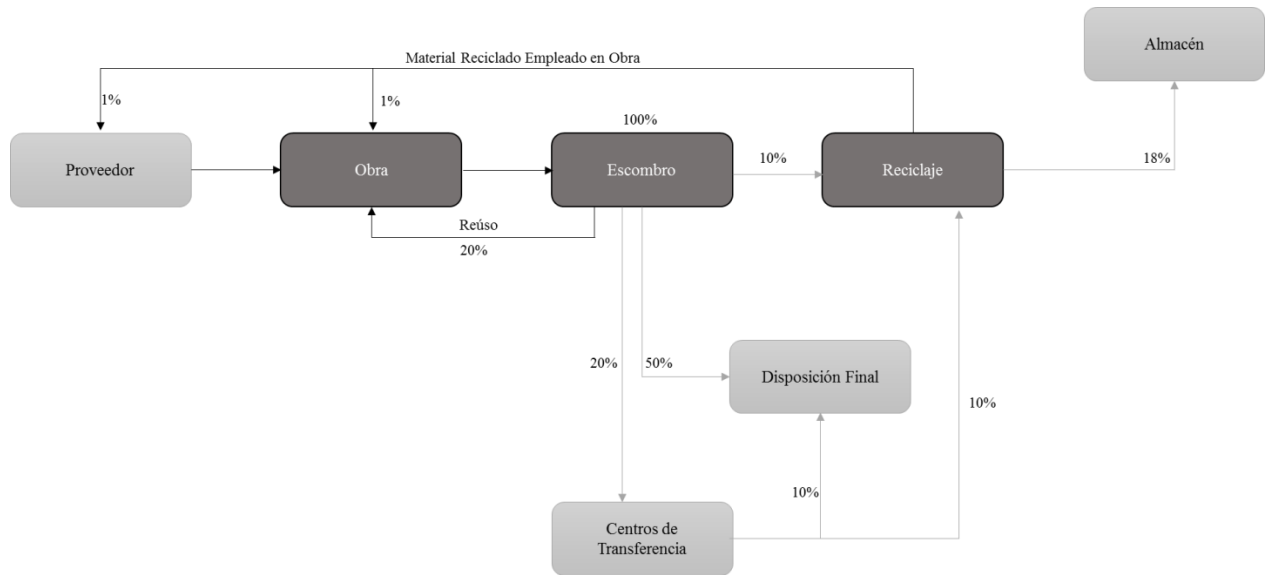 Almacén
Material Reciclado Empleado en Obra
1%
1%
100%
Proveedor
Obra
Escombro
10%
Reciclaje
18%
Reúso
20%
20%
50%
Disposición Final
10%
10%
Centros de
Transferencia